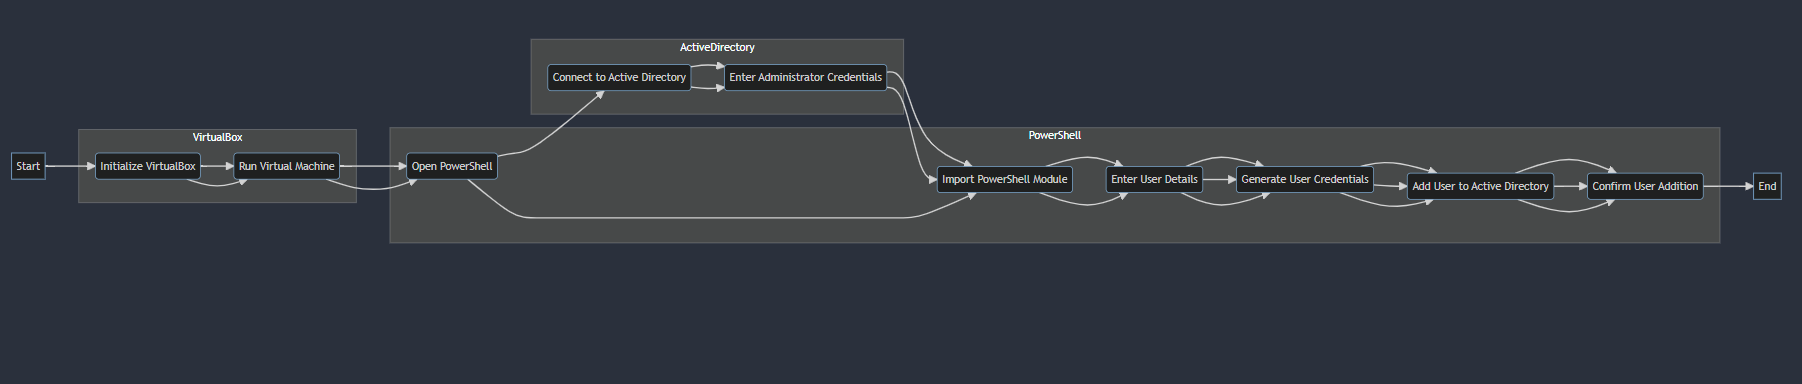 ActiveDirectory
Connect to Active Directory
Enter Administrator Credentials
VirtualBox
PowerShell
Start
Initialize VirtualBox
Run Virtual Machine
Open PowerShell
Import PowerShell Module
Enter User Details
Generate User Credentials
Add User to Active Directory
Confirm User Addition
End